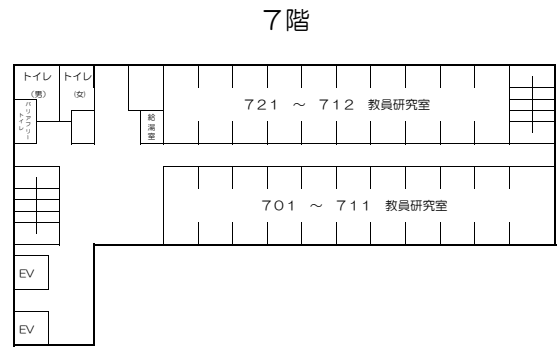 ７階
トイレ トイレ
（男） （女）
バリアフリートイレ
給湯室
７２１ ～ ７１２ 教員研究室
７０１ ～ ７１１ 教員研究室
EV
EV